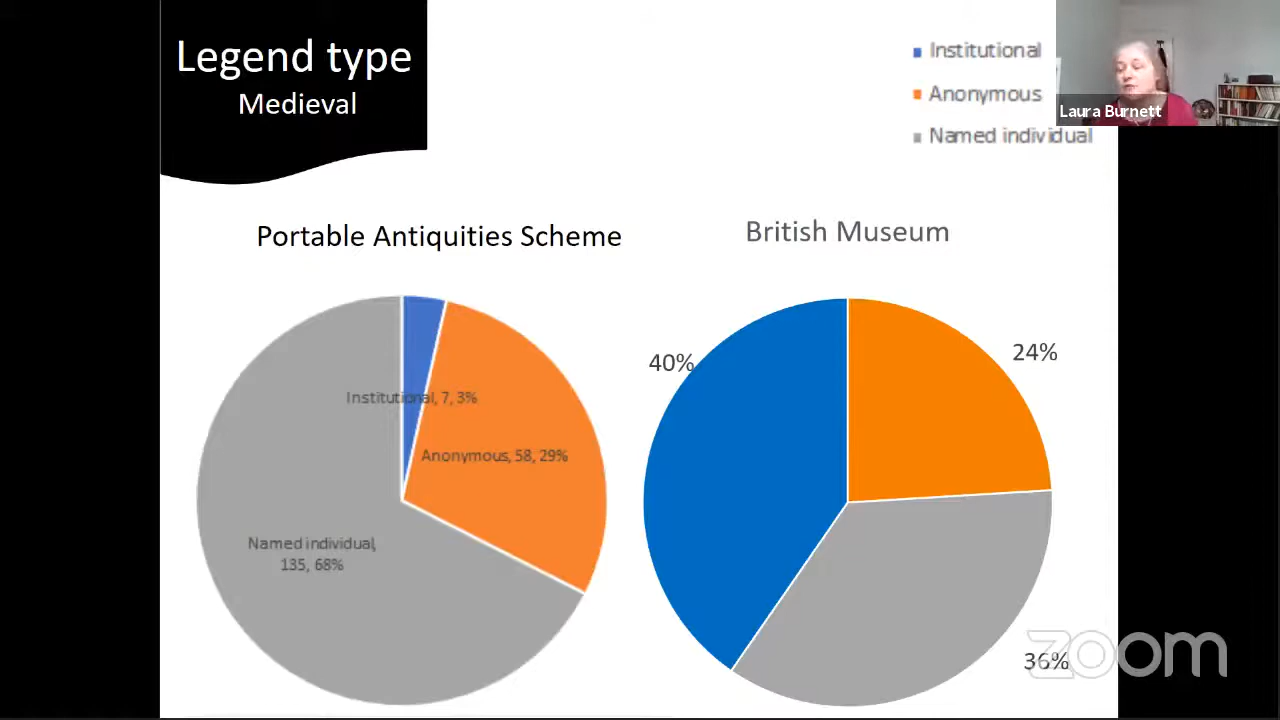 Legend type
Medieval
Institutional
Anonymous
Named individual
Laura Burnett
Portable Antiquities Scheme
British Museum
Institutional, 7, 3%
Anonymous, 58, 29%
Named individual,
135, 68%
40%
24%
36%
zoom